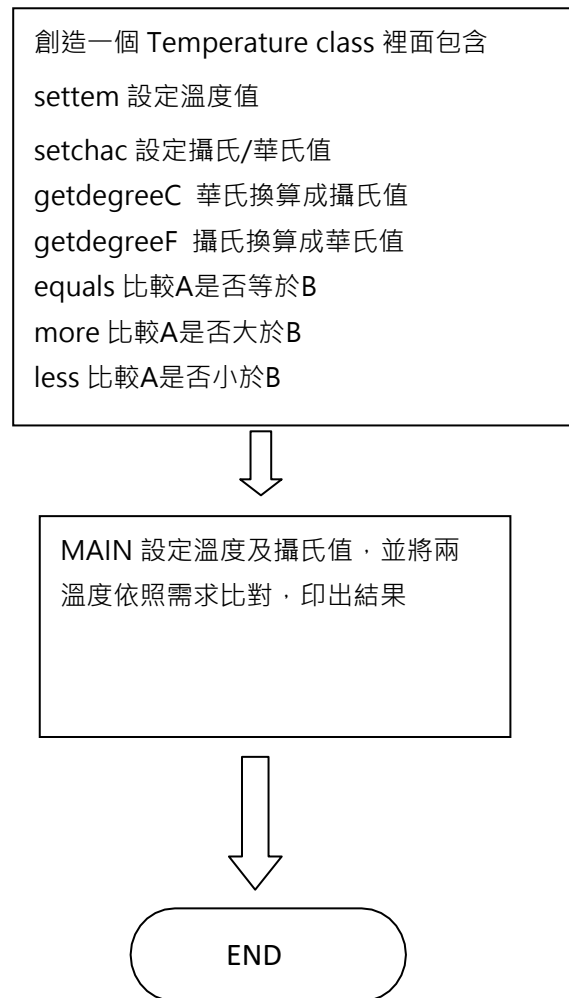 創造一個 Temperature class 裡面包含
settem 設定溫度值
setchac 設定攝氏/華氏值
getdegreeC 華氏換算成攝氏值
getdegreeF 攝氏換算成華氏值
equals 比較A是否等於B
more 比較A是否大於B
less 比較A是否小於B
MAIN 設定溫度及攝氏值，並將兩
溫度依照需求比對，印出結果
END